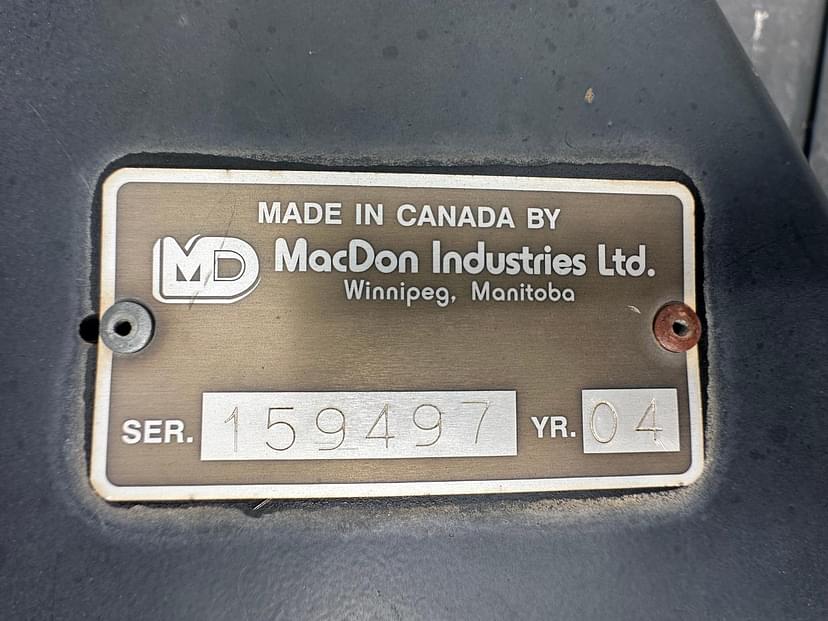 MADE IN CANADA BY
MD MacDon Industries Ltd.
Winnipeg, Manitoba
SER. 159497 YR. 04